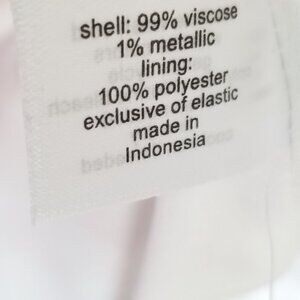 shell: 99% viscose
1% metallic
lining:
100% polyester
exclusive of elastic
made in
Indonesia